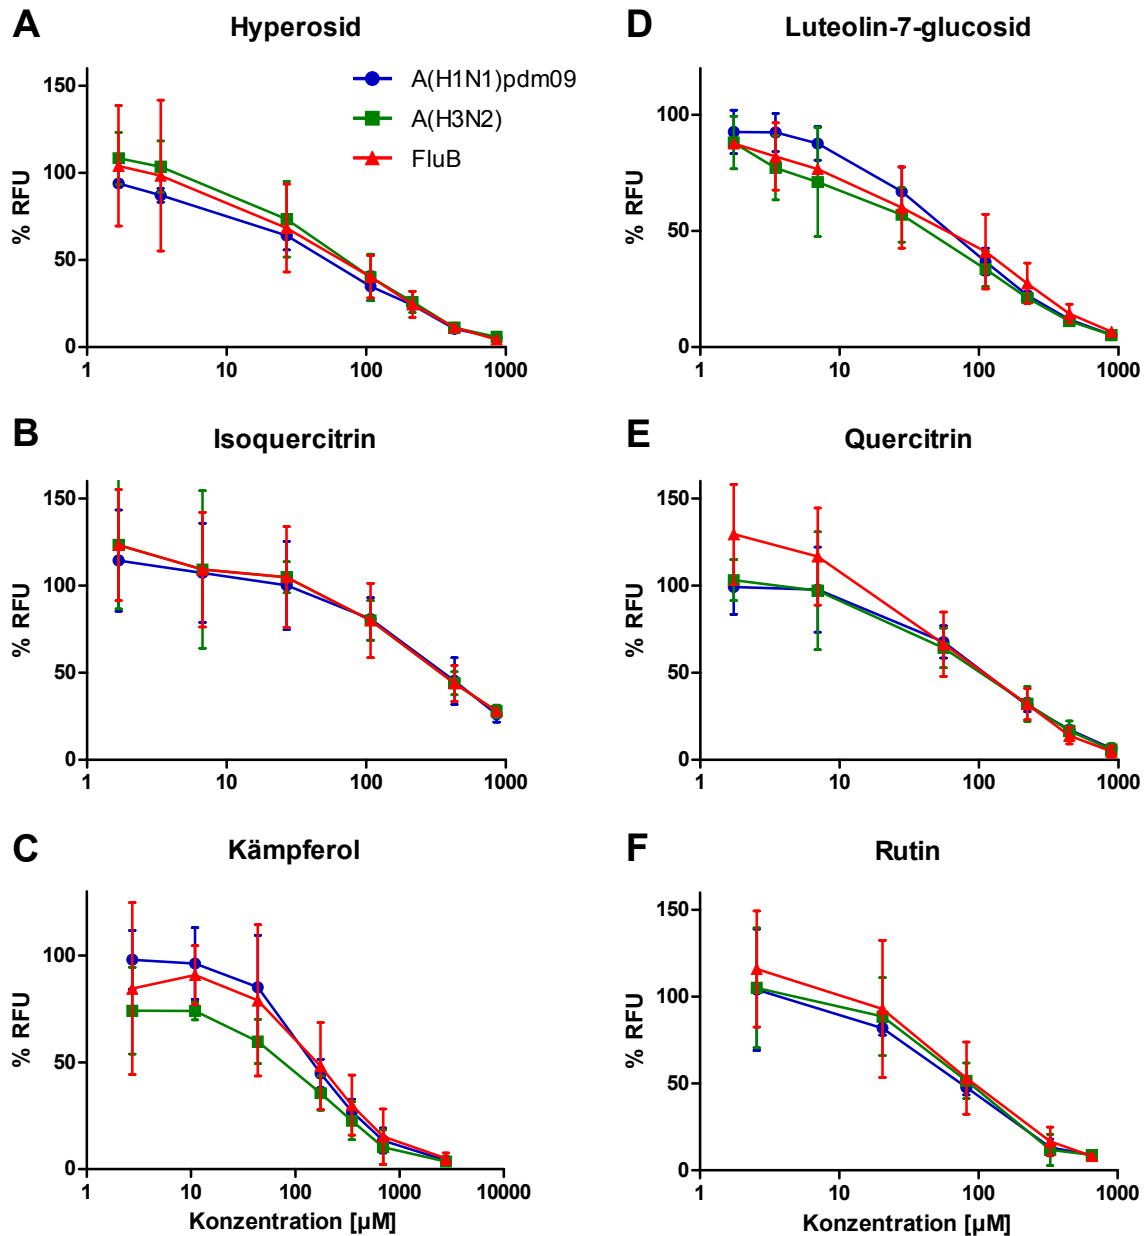 A
Hyperosid
A(H1N1)pdm09
A(H3N2)
FluB
% RFU
150
100
50
0
1
10
100
1000
D
Luteolin-7-glucosid
% RFU
100
50
0
1
10
100
1000
B
Isoquercitrin
% RFU
150
100
50
0
1
10
100
1000
E
Quercitrin
% RFU
150
100
50
0
1
10
100
1000
C
Kämpferol
% RFU
100
50
0
1
10
100
1000
10000
Konzentration [µM]
F
Rutin
% RFU
150
100
50
0
1
10
100
1000
Konzentration [µM]